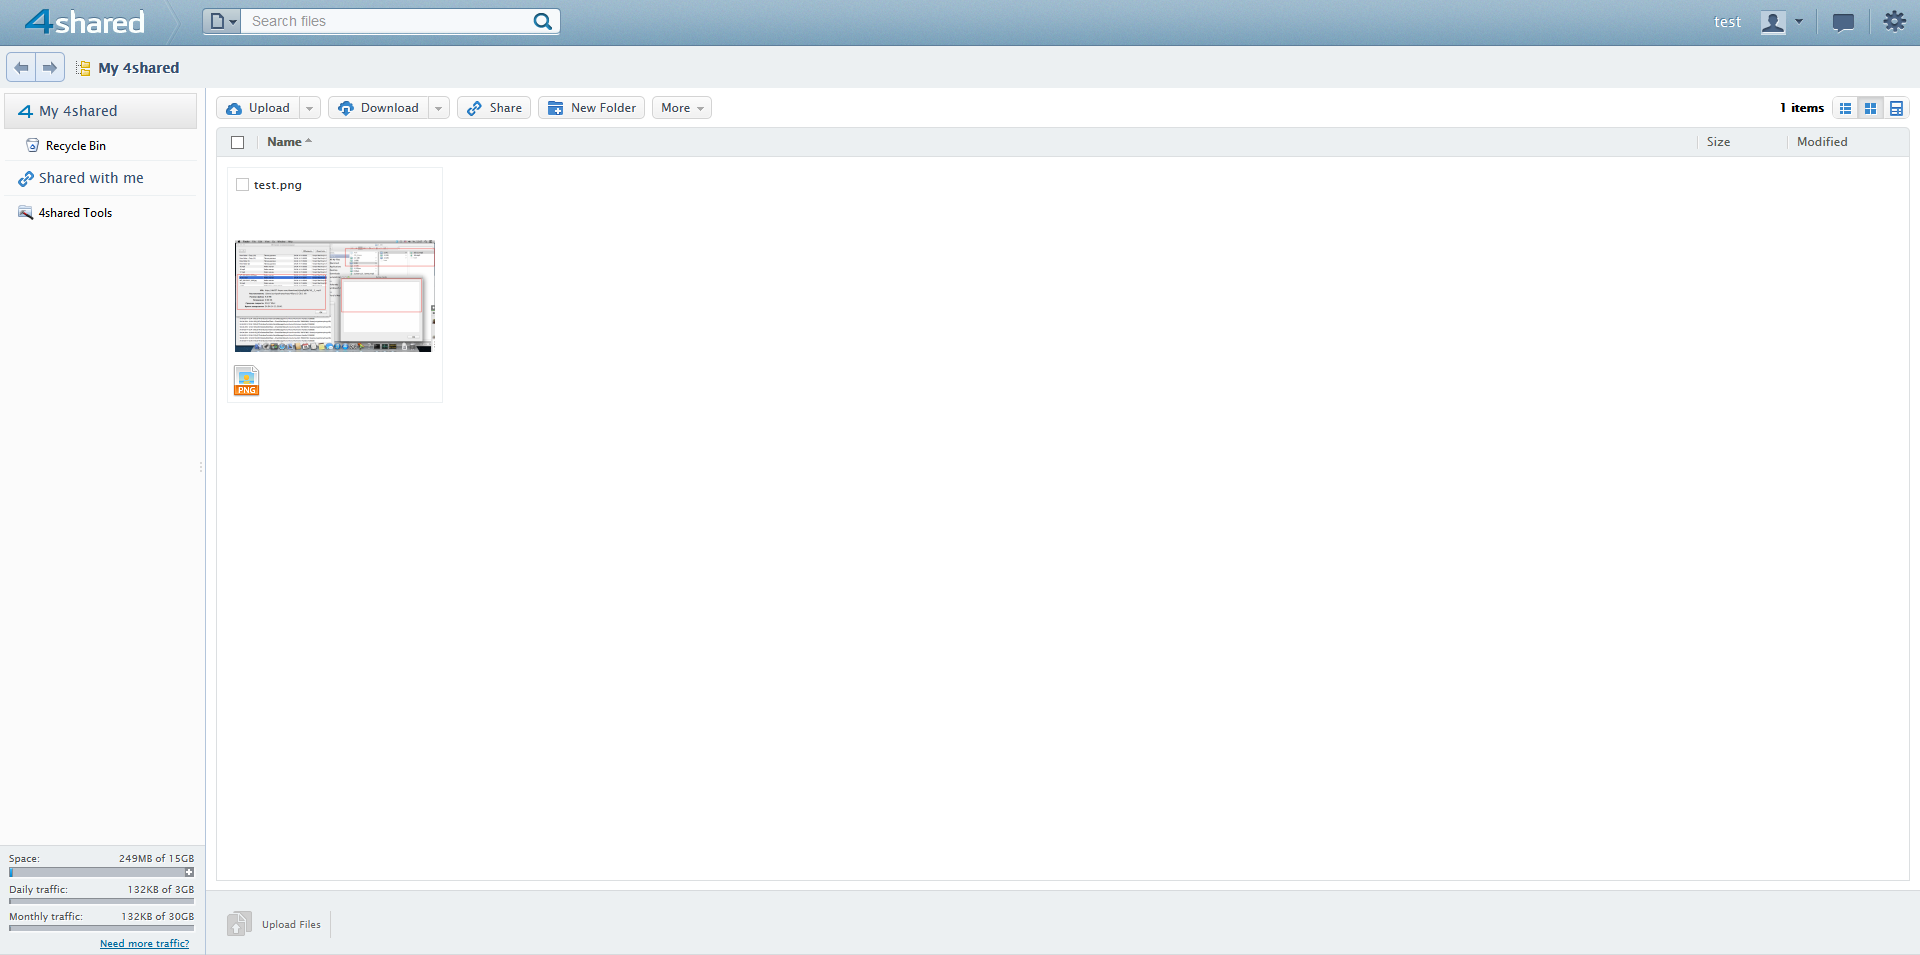 4shared
Search files
test
My 4shared
My 4shared
Recycle Bin
Shared with me
4shared Tools
Upload
Download
Share
New Folder
More
1 items
Name
Size
Modified
test.png
PNG
Space: 249MB of 15GB
Daily traffic: 132KB of 3GB
Monthly traffic: 132KB of 30GB
Need more traffic?
Upload Files